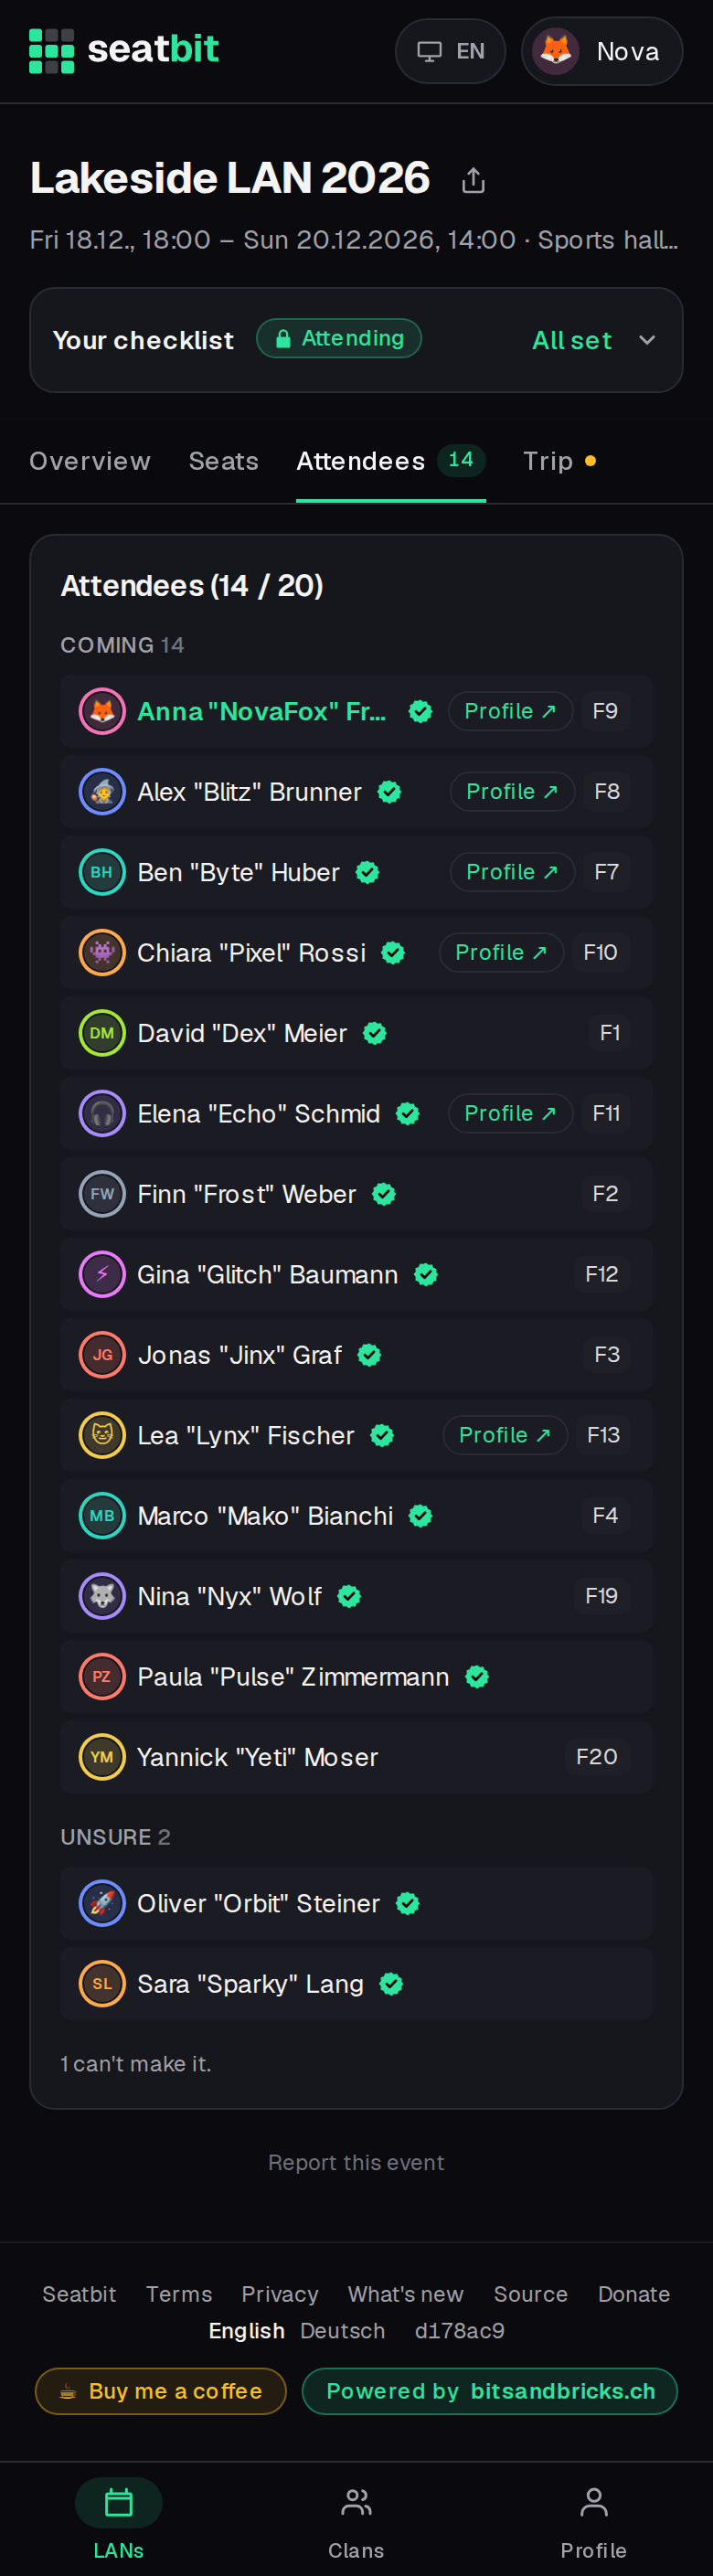 seatbit
EN
Nova
Lakeside LAN 2026
Fri 18.12., 18:00 – Sun 20.12.2026, 14:00 · Sports hall…
Your checklist
Attending
All set
Overview
Seats
Attendees 14
Trip
Attendees (14 / 20)
COMING 14
Anna "NovaFox" Fr… Profile ↗ F9
Alex "Blitz" Brunner Profile ↗ F8
BH Ben "Byte" Huber Profile ↗ F7
Chiara "Pixel" Rossi Profile ↗ F10
DM David "Dex" Meier F1
Elena "Echo" Schmid Profile ↗ F11
FW Finn "Frost" Weber F2
Gina "Glitch" Baumann F12
JG Jonas "Jinx" Graf F3
Lea "Lynx" Fischer Profile ↗ F13
MB Marco "Mako" Bianchi F4
Nina "Nyx" Wolf F19
PZ Paula "Pulse" Zimmermann
YM Yannick "Yeti" Moser F20
UNSURE 2
Oliver "Orbit" Steiner
SL Sara "Sparky" Lang
1 can't make it.
Report this event
Seatbit Terms Privacy What's new Source Donate
English Deutsch d178ac9
Buy me a coffee
Powered by bitsandbricks.ch
LANs
Clans
Profile